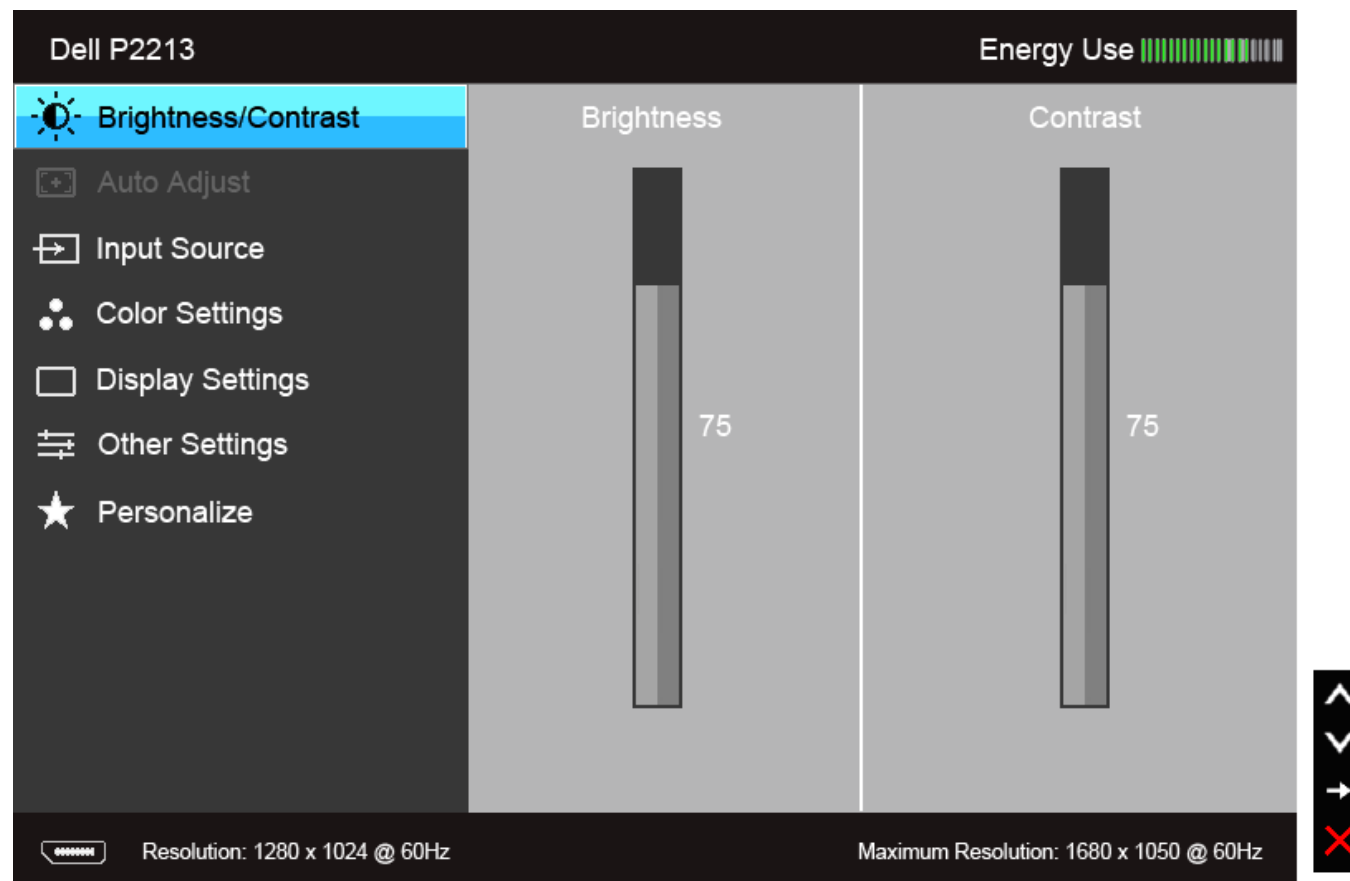 Dell P2213
Energy Use
Brightness/Contrast
Auto Adjust
Input Source
Color Settings
Display Settings
Other Settings
Personalize
Brightness
75
Contrast
75
Resolution: 1280 x 1024 @ 60Hz
Maximum Resolution: 1680 x 1050 @ 60Hz